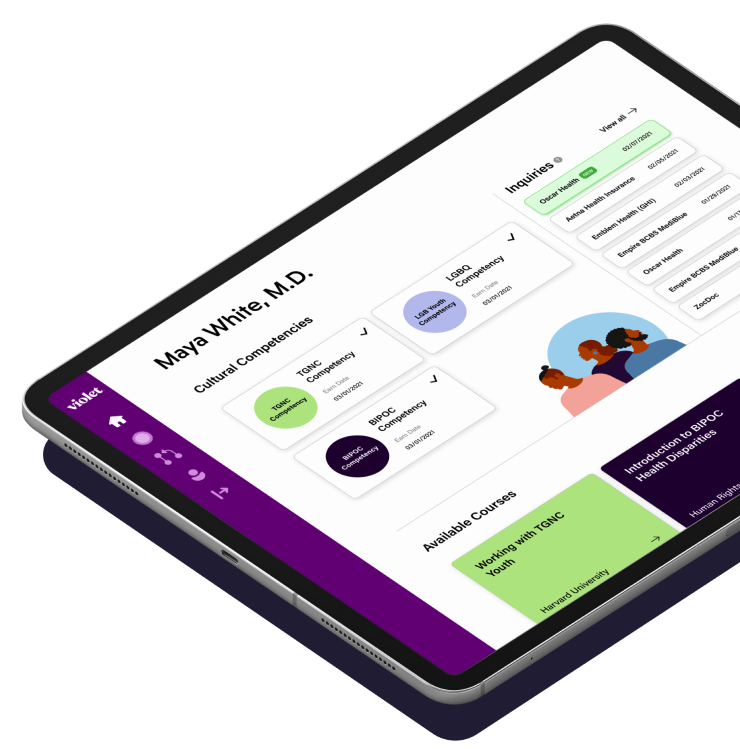 violet
Maya White, M.D.
Cultural Competencies
TGNC
Competency
TGNC
Competency
Earn Date
03/01/2021
LGBQ
Competency
LGB Youth
Competency
Earn Date
03/01/2021
BIPOC
Competency
BIPOC
Competency
Earn Date
03/01/2021
Inquiries
View all →
Oscar Health
02/07/2021
Aetna Health Insurance
02/05/2021
Emblem Health (GHI)
02/03/2021
Empire BCBS MediBlue
01/29/2021
Oscar Health
Empire BCBS MediBlue
ZocDoc
Available Courses
Working with TGNC
Youth
Harvard University
Introduction to BIPOC
Health Disparities
Human Rights